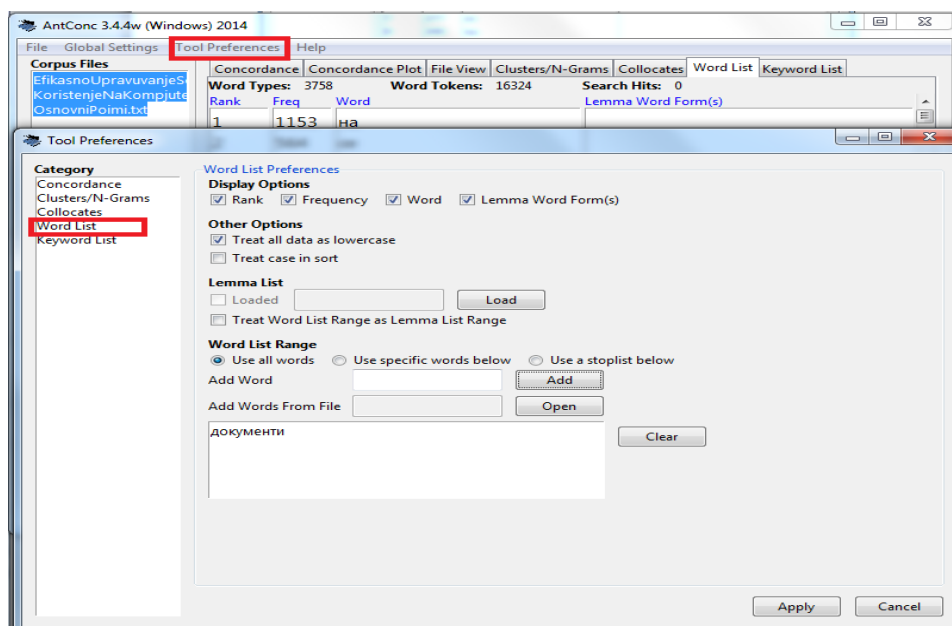 AntConc 3.4.4w (Windows) 2014
File Global Settings Tool Preferences Help
Corpus Files
EfikasnoUpravuvanjeS
KoristenjeNaKompjute
OsnovniPoimi.txt
Concordance Concordance Plot File View Clusters/N-Grams Collocates Word List Keyword List
Word Types: 3758 Word Tokens: 16324 Search Hits: 0
Rank Freq Word Lemma Word Form(s)
1 1153 на
Tool Preferences
Category
Concordance
Clusters/N-Grams
Collocates
Word List
Keyword List
Word List Preferences
Display Options
Rank Frequency Word Lemma Word Form(s)
Other Options
Treat all data as lowercase
Treat case in sort
Lemma List
Loaded Load
Treat Word List Range as Lemma List Range
Word List Range
Use all words Use specific words below Use a stoplist below
Add Word Add
Add Words From File Open
документи
Clear
Apply Cancel